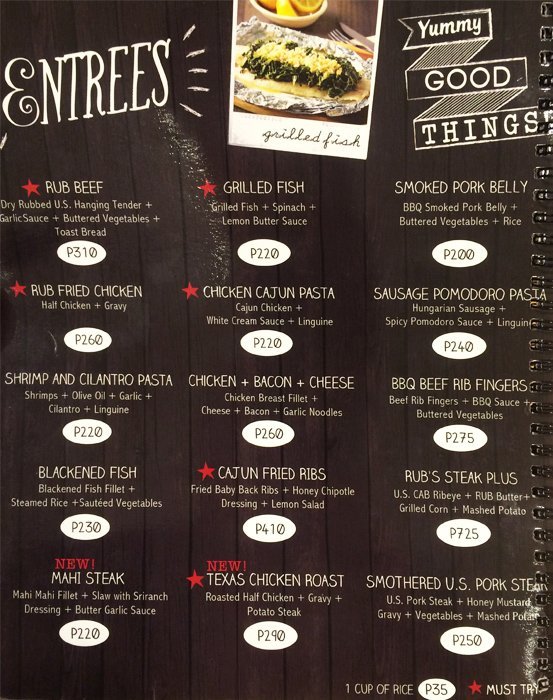 ENTREES
grilled fish
Yummy
GOOD
THINGS
RUB BEEF
Dry Rubbed U.S. Hanging Tender +
GarlicSauce + Buttered Vegetables +
Toast Bread
P310
RUB FRIED CHICKEN
Half Chicken + Gravy
P260
SHRIMP AND CILANTRO PASTA
Shrimps + Olive Oil + Garlic +
Cilantro + Linguine
P220
BLACKENED FISH
Blackened Fish Fillet +
Steamed Rice +Sautéed Vegetables
P230
NEW!
MAHI STEAK
Mahi Mahi Fillet + Slaw with Sriranch
Dressing + Butter Garlic Sauce
P220
GRILLED FISH
Grilled Fish + Spinach +
Lemon Butter Sauce
P220
CHICKEN CAJUN PASTA
Cajun Chicken +
White Cream Sauce + Linguine
P220
CHICKEN + BACON + CHEESE
Chicken Breast Fillet +
Cheese + Bacon + Garlic Noodles
P260
CAJUN FRIED RIBS
Fried Baby Back Ribs + Honey Chipotle
Dressing + Lemon Salad
P410
NEW!
TEXAS CHICKEN ROAST
Roasted Half Chicken + Gravy +
Potato Steak
P290
SMOKED PORK BELLY
BBQ Smoked Pork Belly +
Buttered Vegetables + Rice
P200
SAUSAGE POMODORO PASTA
Hungarian Sausage +
Spicy Pomodoro Sauce + Linguin
P240
BBQ BEEF RIB FINGERS
Beef Rib Fingers + BBQ Sauce +
Buttered Vegetables
P275
RUB'S STEAK PLUS
U.S. CAB Ribeye + RUB Butter+
Grilled Corn + Mashed Potato
P725
SMOTHERED U.S. PORK STE
U.S. Pork Steak + Honey Mustard
Gravy + Vegetables + Mashed Potat
P250
1 CUP OF RICE P35 MUST TR